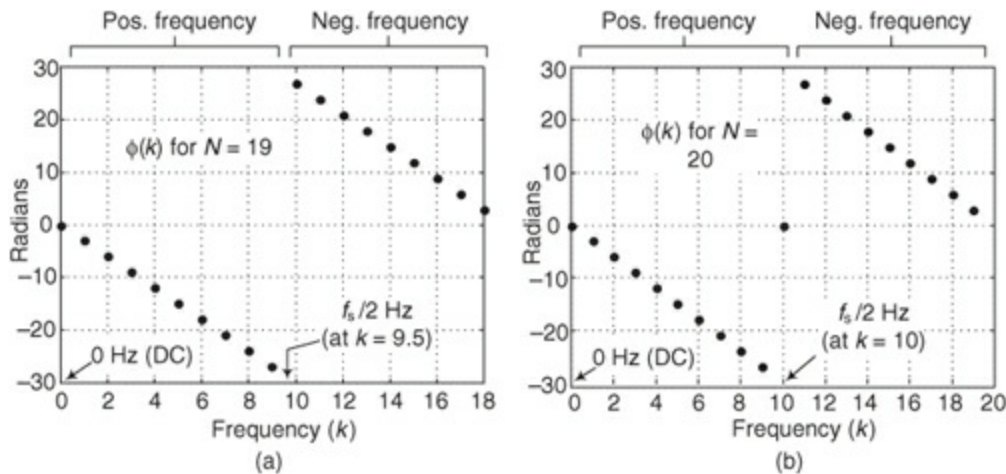 Pos. frequency Neg. frequency
30
20
10
0
–10
–20
–30
Radians
ϕ(k) for N = 19
fs/2 Hz
(at k = 9.5)
0 Hz (DC)
0 2 4 6 8 10 12 14 16 18
Frequency (k)
(a)
Pos. frequency Neg. frequency
30
20
10
0
–10
–20
–30
Radians
ϕ(k) for N =
20
fs/2 Hz
(at k = 10)
0 Hz (DC)
0 2 4 6 8 10 12 14 16 18 20
Frequency (k)
(b)